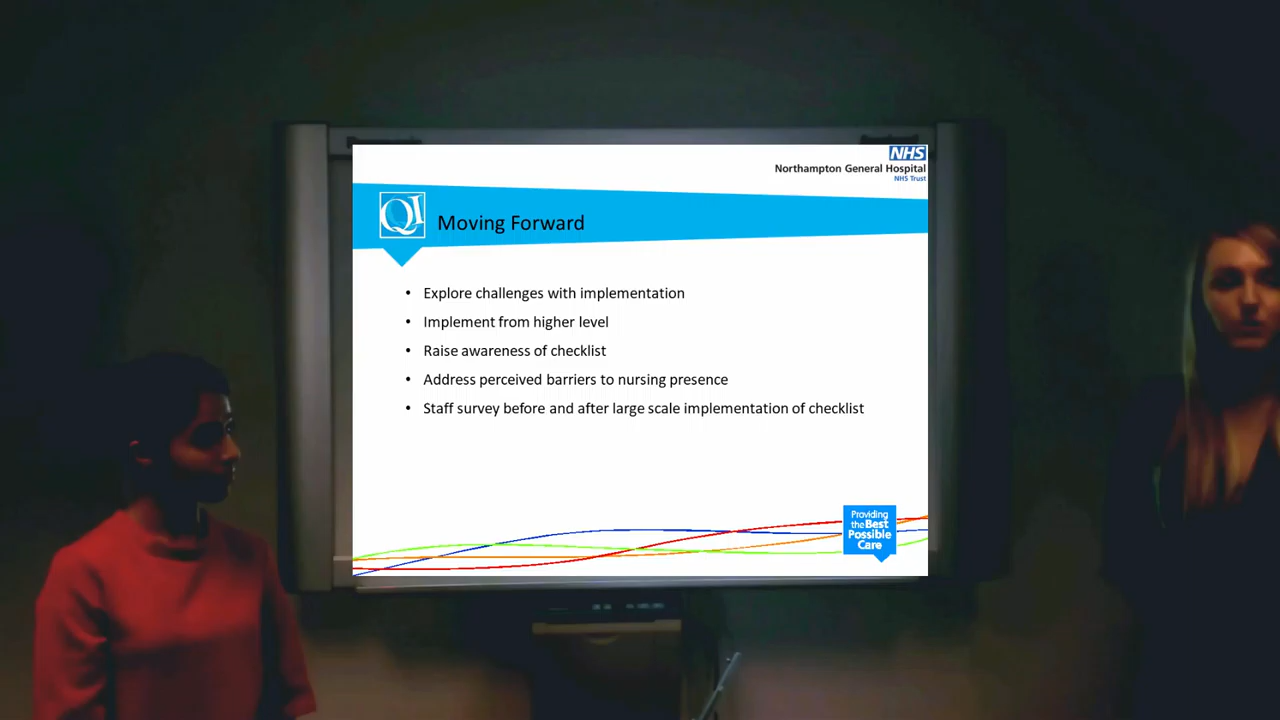 NHS
Northampton General Hospital
NHS Trust
QI
Moving Forward
• Explore challenges with implementation
• Implement from higher level
• Raise awareness of checklist
• Address perceived barriers to nursing presence
• Staff survey before and after large scale implementation of checklist
Providing
the Best
Possible
Care